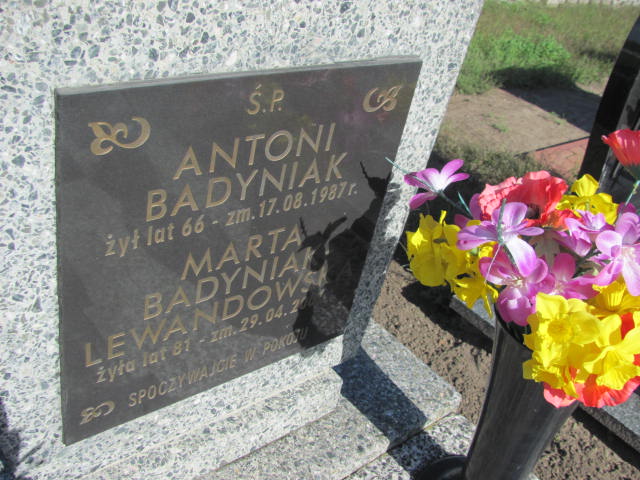 Ś.P.
ANTONI
BADYNIAK
żył lat 66 - zm. 17.08.1987 r.
MARTA
BADYNIAK
LEWANDOWSKA
żyła lat 81 - zm. 29.04.
SPOCZYWAJCIE W POKOJU